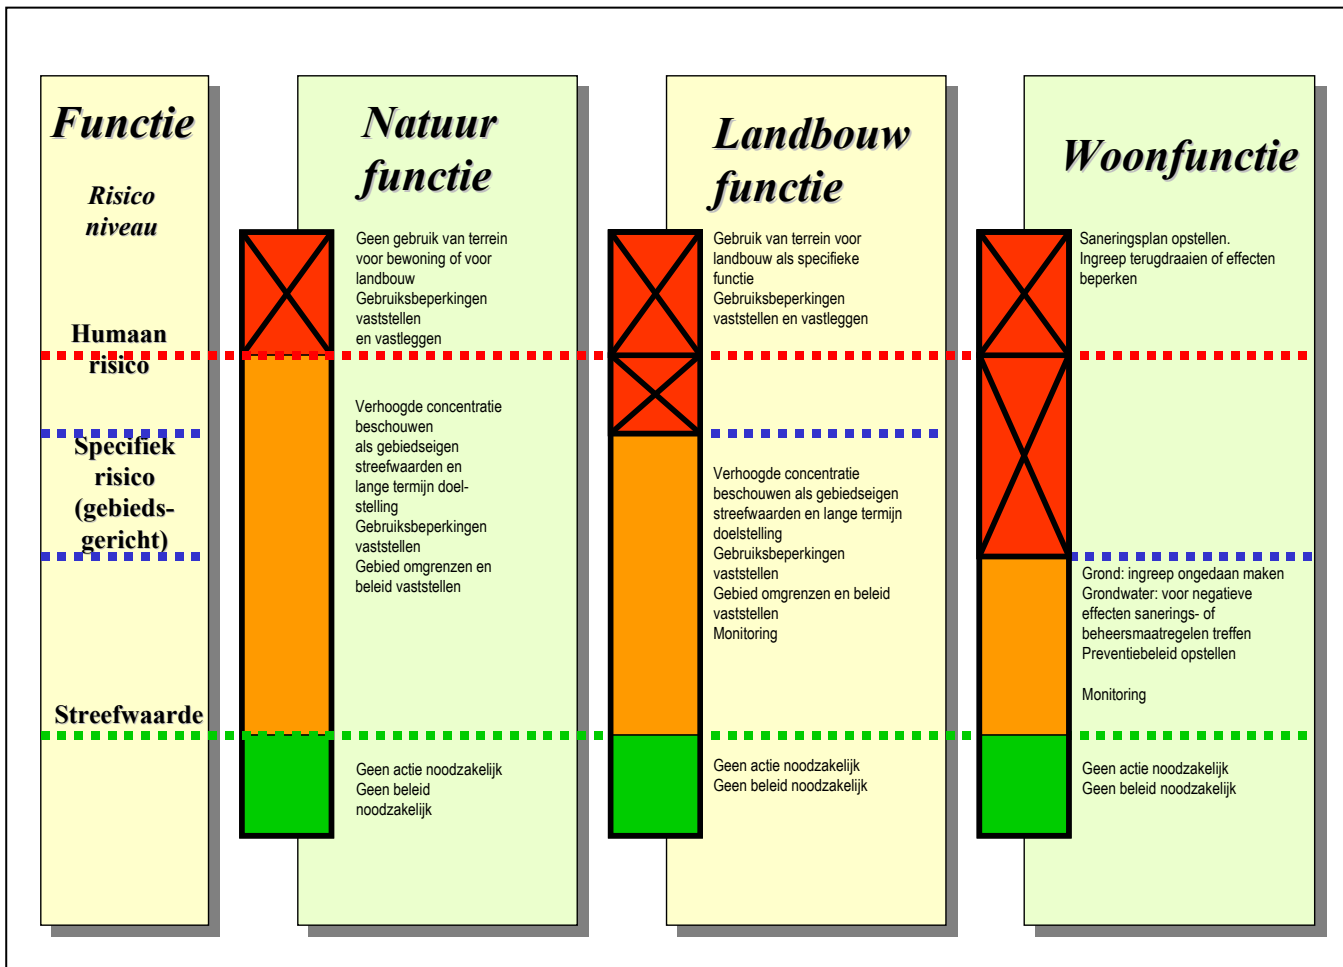 Functie
Risico
niveau
Humaan
risico
Specifiek
risico
(gebieds-
gericht)
Streefwaarde
Natuur
functie
Geen gebruik van terrein
voor bewoning of voor
landbouw
Gebruiksbeperkingen
vaststellen
en vastleggen
Verhoogde concentratie
beschouwen
als gebiedseigen
streefwaarden en
lange termijn doel-
stelling
Gebruiksbeperkingen
vaststellen
Gebied omgrenzen en
beleid vaststellen
Geen actie noodzakelijk
Geen beleid
noodzakelijk
Landbouw
functie
Gebruik van terrein voor
landbouw als specifieke
functie
Gebruiksbeperkingen
vaststellen en vastleggen
Verhoogde concentratie
beschouwen als gebiedseigen
streefwaarden en lange termijn
doelstelling
Gebruiksbeperkingen
vaststellen
Gebied omgrenzen en beleid
vaststellen
Monitoring
Geen actie noodzakelijk
Geen beleid noodzakelijk
Woonfunctie
Saneringsplan opstellen.
Ingreep terugdraaien of effecten
beperken
Grond: ingreep ongedaan maken
Grondwater: voor negatieve
effecten sanerings- of
beheersmaatregelen treffen
Preventiebeleid opstellen
Monitoring
Geen actie noodzakelijk
Geen beleid noodzakelijk